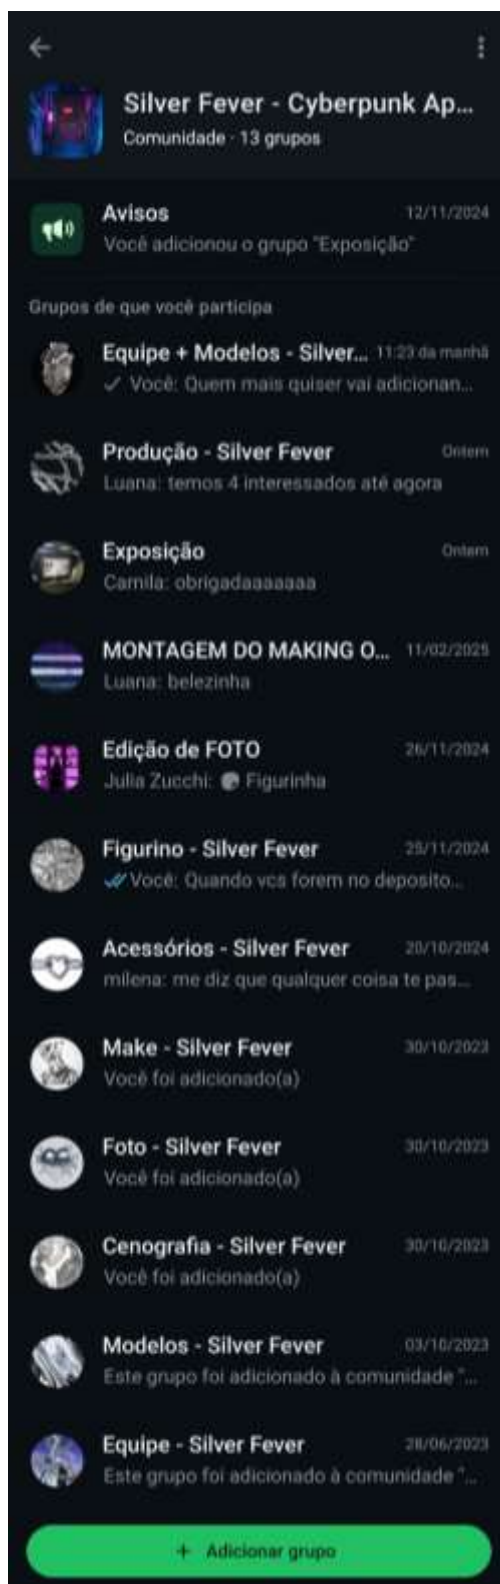 Silver Fever - Cyberpunk Ap...
Comunidade · 13 grupos
Avisos 12/11/2024
Você adicionou o grupo "Exposição"
Grupos de que você participa
Equipe + Modelos - Silver... 11:23 da manhã
Você: Quem mais quiser vai adicionan...
Produção - Silver Fever Ontem
Luana: temos 4 interessados até agora
Exposição Ontem
Camila: obrigadaaaaaaa
MONTAGEM DO MAKING O... 11/02/2025
Luana: belezinha
Edição de FOTO 26/11/2024
Julia Zucchi: Figurinha
Figurino - Silver Fever 25/11/2024
Você: Quando vcs forem no deposito...
Acessórios - Silver Fever 20/10/2024
milena: me diz que qualquer coisa te pas...
Make - Silver Fever 30/10/2023
Você foi adicionado(a)
Foto - Silver Fever 30/10/2023
Você foi adicionado(a)
Cenografia - Silver Fever 30/10/2023
Você foi adicionado(a)
Modelos - Silver Fever 03/10/2023
Este grupo foi adicionado à comunidade "...
Equipe - Silver Fever 28/06/2023
Este grupo foi adicionado à comunidade "...
+ Adicionar grupo